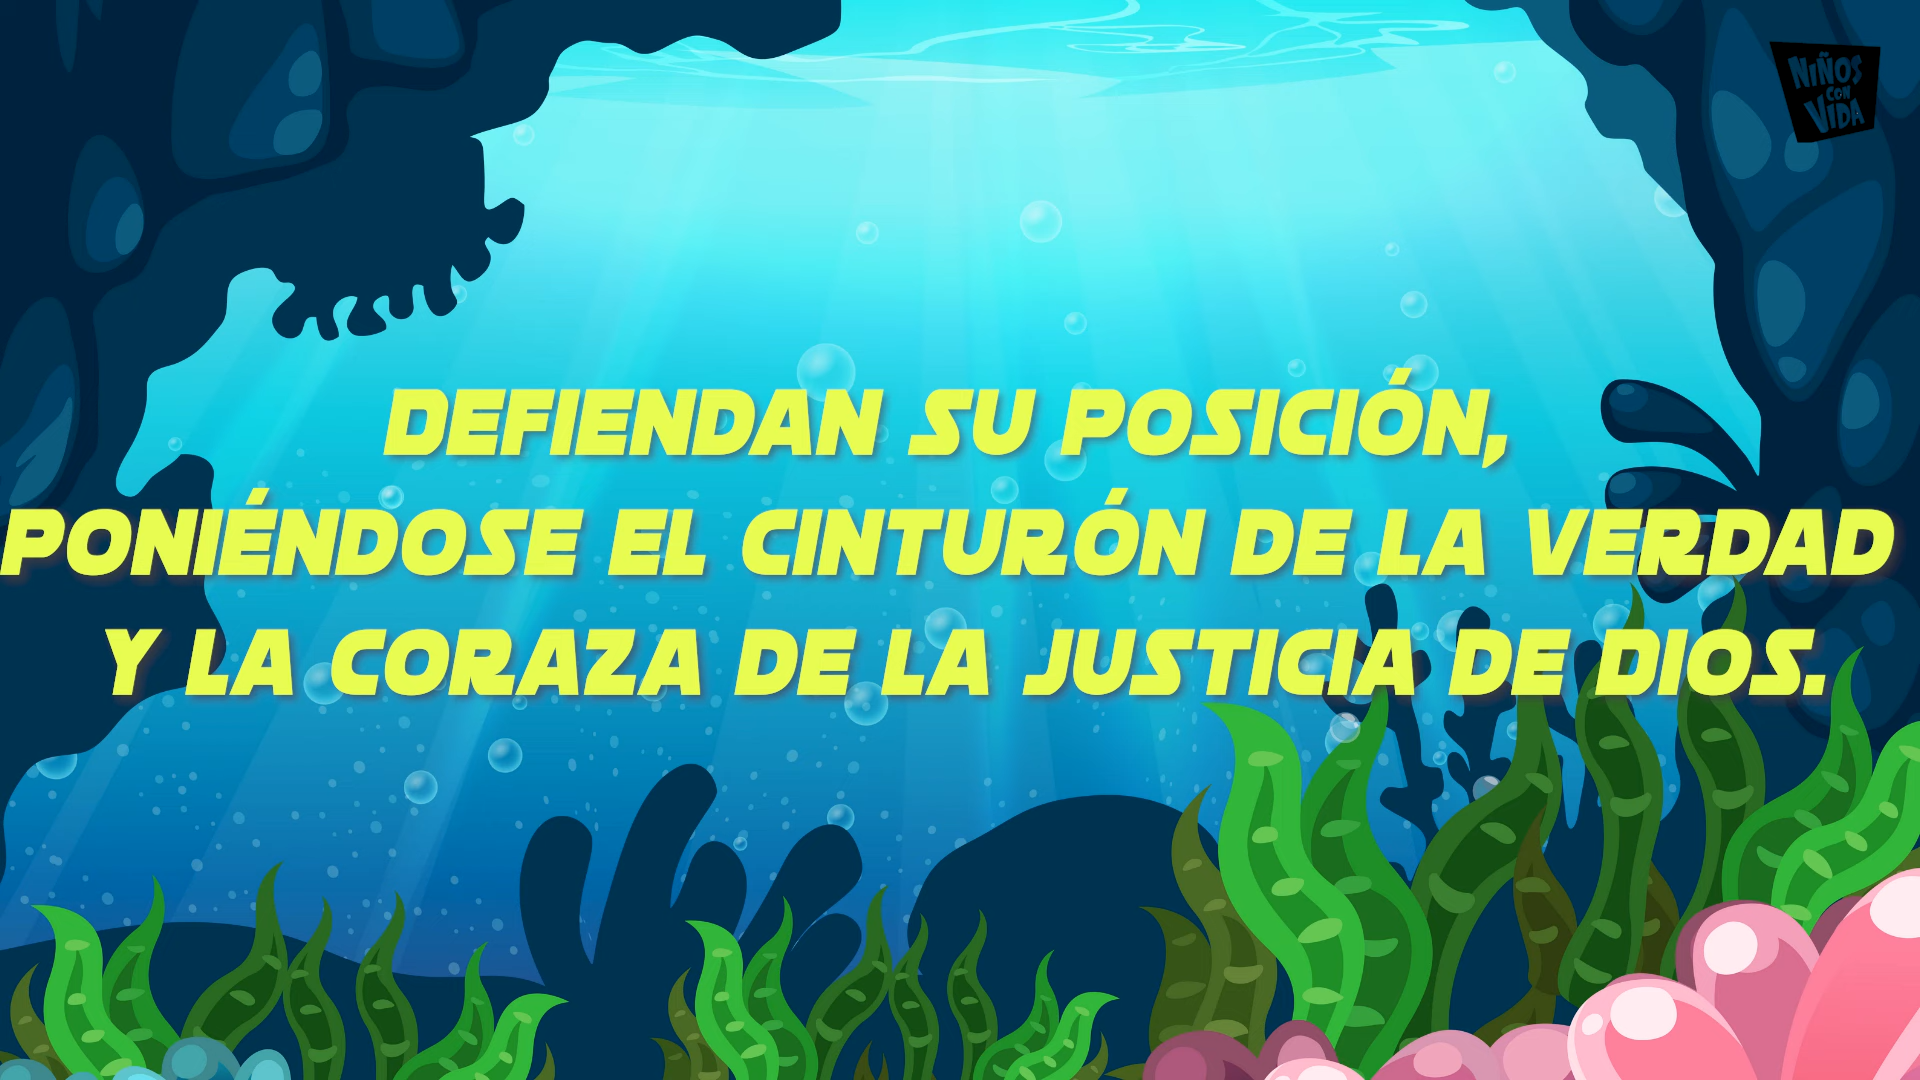 NIÑOS
CON
VIDA
DEFIENDAN SU POSICIÓN,
PONIÉNDOSE EL CINTURÓN DE LA VERDAD
Y LA CORAZA DE LA JUSTICIA DE DIOS.